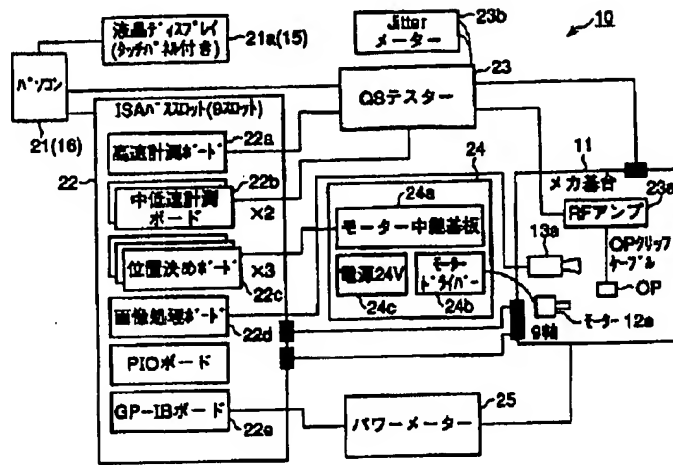 液晶ディスプレイ
(タッチパネル付き)
21a(15)
パソコン
21(16)
Jitter
メーター
23b
10
23
QSテスター
ISAバススロット(9スロット)
22
高速計測ボード
22a
中低速計測
ボード
22b
×2
位置決めボード
×3
22c
画像処理ボード
22d
PIOボード
GP-IBボード
22e
24
24a
モーター中継基板
電源24V
24c
モーター
ドライバー
24b
11
メカ基台
23a
RFアンプ
13a
OPクリップ
ケーブル
OP
モーター 12a
9軸
25
パワーメーター